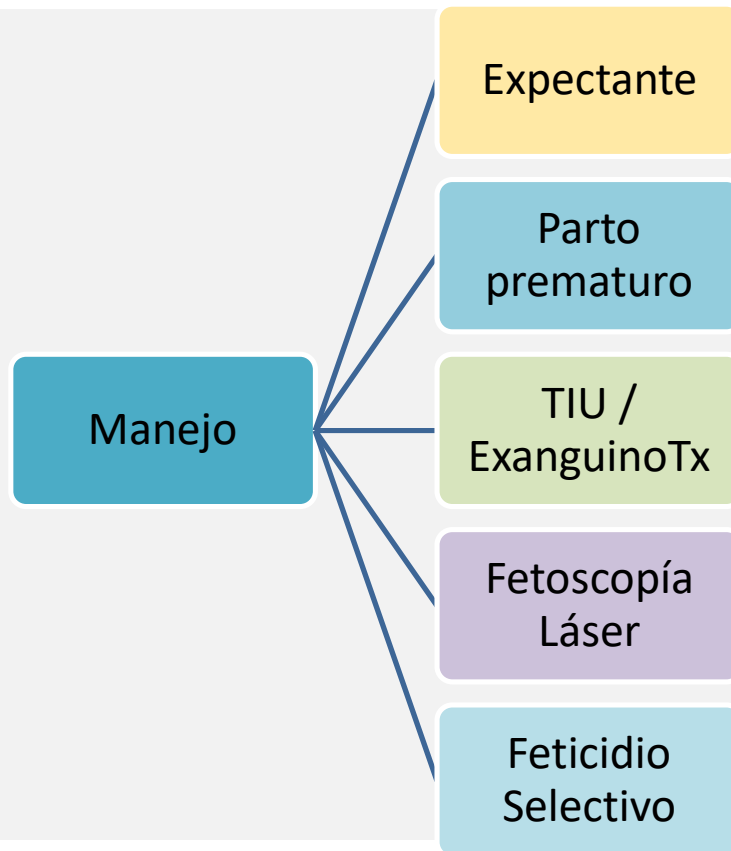 Manejo
Expectante
Parto
prematuro
TIU /
ExanguinoTx
Fetoscopía
Láser
Feticidio
Selectivo